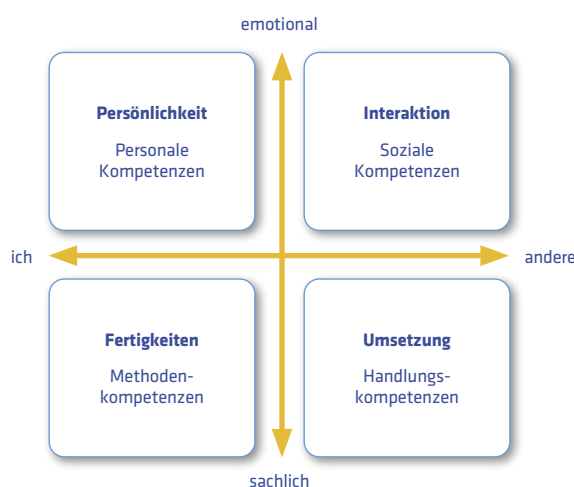 emotional
Persönlichkeit
Personale
Kompetenzen
Interaktion
Soziale
Kompetenzen
ich
andere
Fertigkeiten
Methoden-
kompetenzen
Umsetzung
Handlungs-
kompetenzen
sachlich